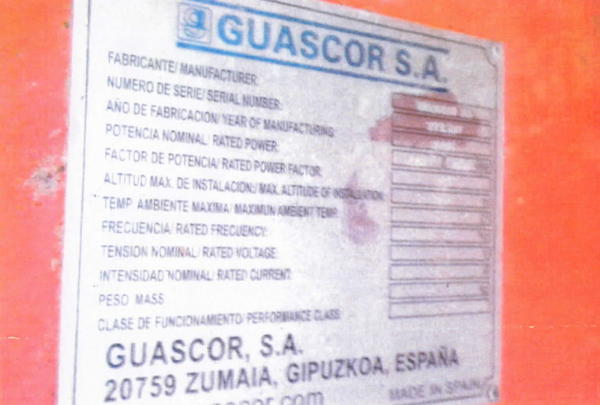 GUASCOR S.A.
FABRICANTE/ MANUFACTURER:
NUMERO DE SERIE/ SERIAL NUMBER:
AÑO DE FABRICACION/ YEAR OF MANUFACTURING:
POTENCIA NOMINAL/ RATED POWER:
FACTOR DE POTENCIA/ RATED POWER FACTOR:
ALTITUD MAX. DE INSTALACION:/ MAX. ALTITUDE OF INSTALLATION:
TEMP. AMBIENTE MAXIMA/ MAXIMUN AMBIENT TEMP:
FRECUENCIA/ RATED FRECUENCY:
TENSION NOMINAL/ RATED VOLTAGE:
INTENSIDAD NOMINAL/ RATED CURRENT:
PESO MASS
CLASE DE FUNCIONAMIENTO/ PERFORMANCE CLASS:
GUASCOR, S.A.
20759 ZUMAIA, GIPUZKOA, ESPAÑA
MADE IN SPAIN